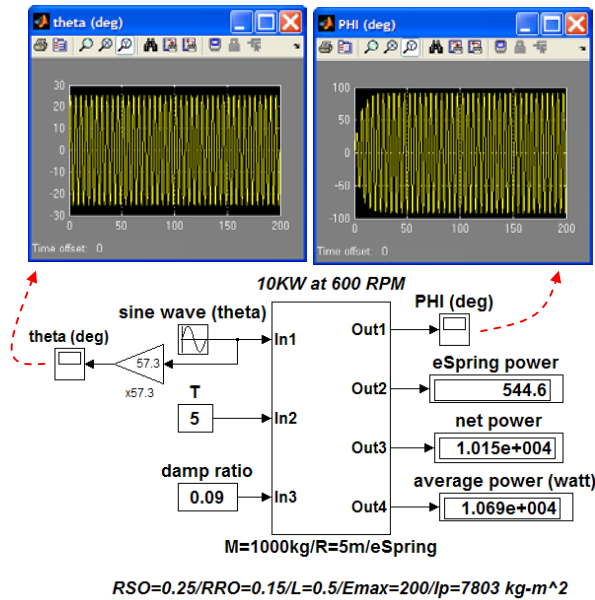 theta (deg)
PHI (deg)
30
20
10
0
-10
-20
-30
0
50
100
150
200
Time offset: 0
100
50
0
-50
-100
0
50
100
150
200
Time offset: 0
10KW at 600 RPM
sine wave (theta)
PHI (deg)
theta (deg)
In1
Out1
57.3
x57.3
eSpring power
Out2
544.6
T
5
In2
net power
Out3
1.015e+004
damp ratio
0.09
In3
average power (watt)
Out4
1.069e+004
M=1000kg/R=5m/eSpring
RSO=0.25/RRO=0.15/L=0.5/Emax=200/Ip=7803 kg-m^2